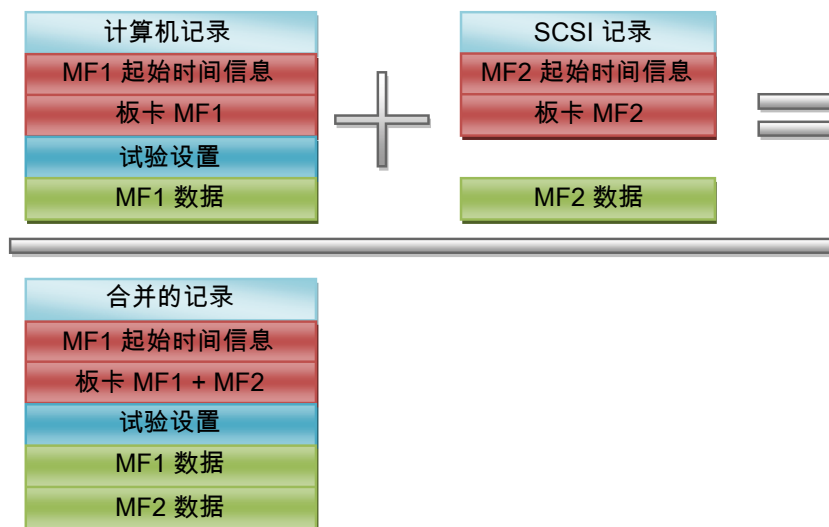 计算机记录
MF1 起始时间信息
板卡 MF1
试验设置
MF1 数据
SCSI 记录
MF2 起始时间信息
板卡 MF2
MF2 数据
合并的记录
MF1 起始时间信息
板卡 MF1 + MF2
试验设置
MF1 数据
MF2 数据